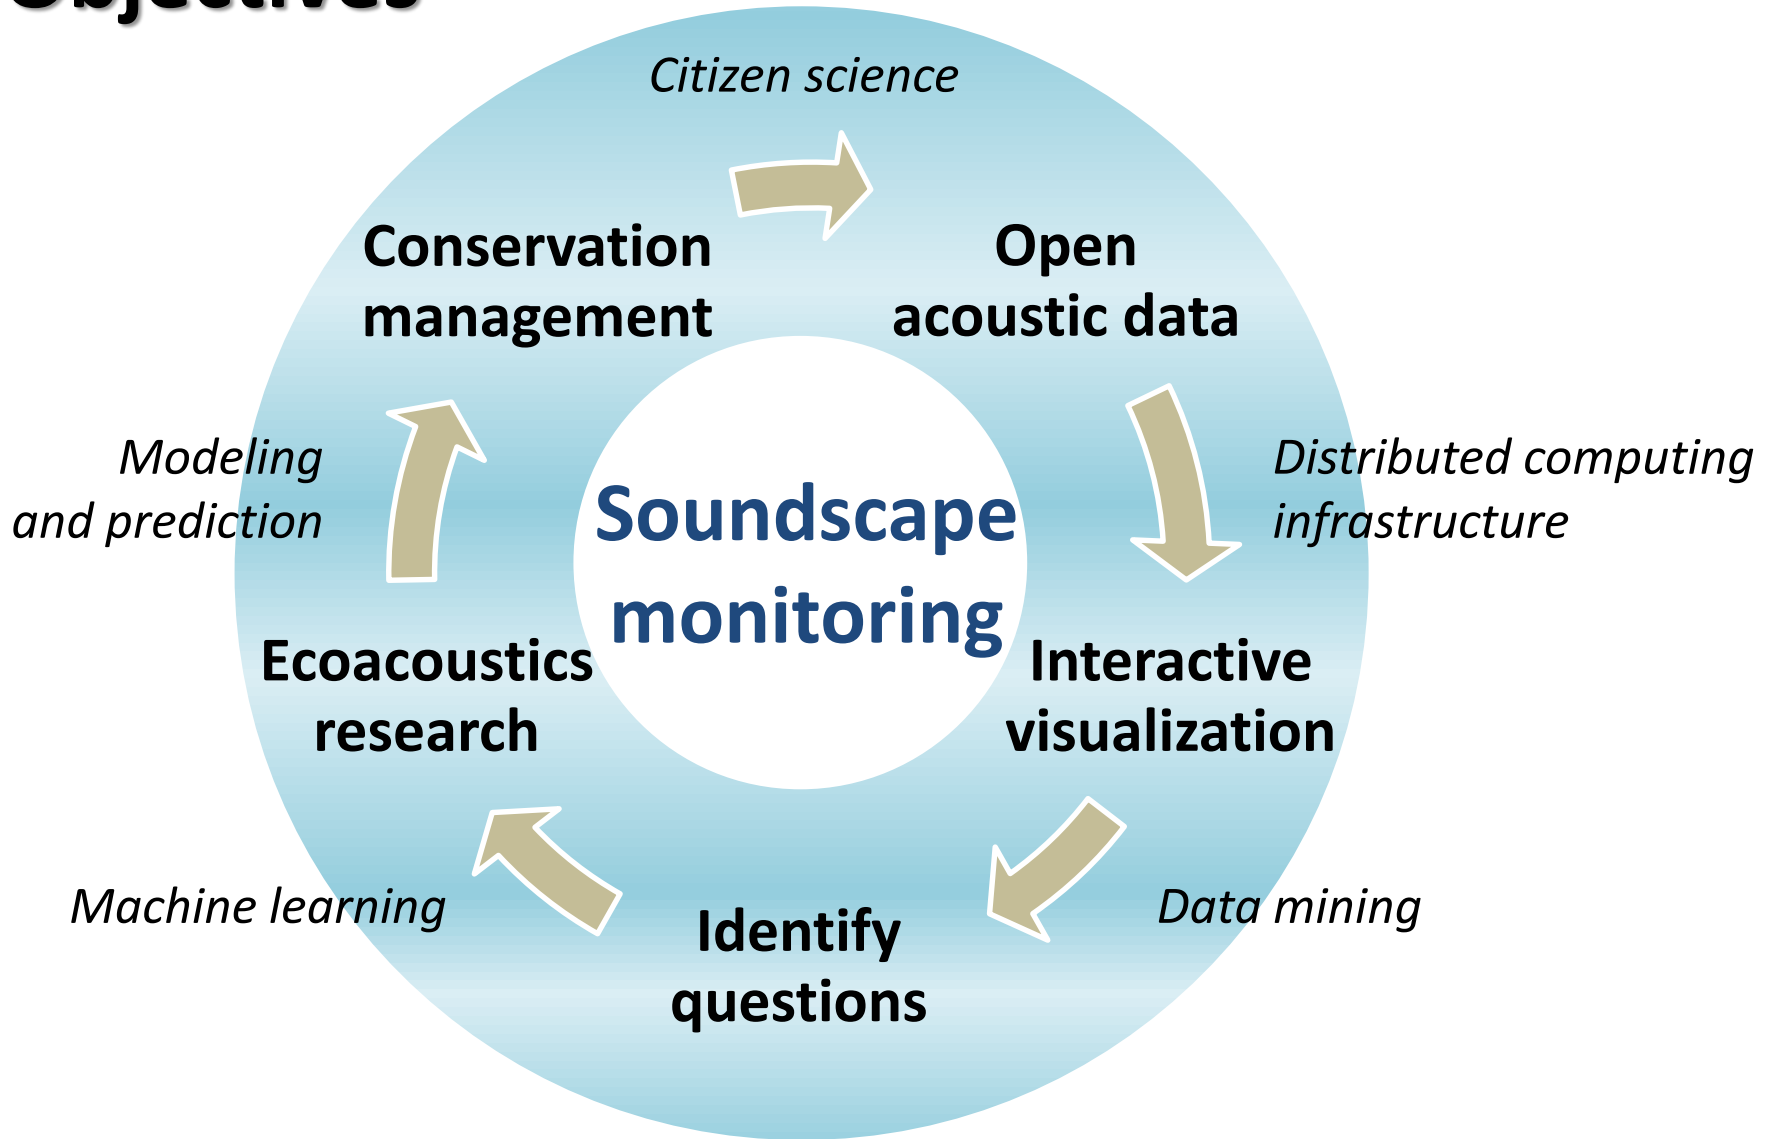 Objectives
Citizen science
Conservation
management
Open
acoustic data
Modeling
and prediction
Distributed computing
infrastructure
Soundscape
monitoring
Ecoacoustics
research
Interactive
visualization
Machine learning
Data mining
Identify
questions